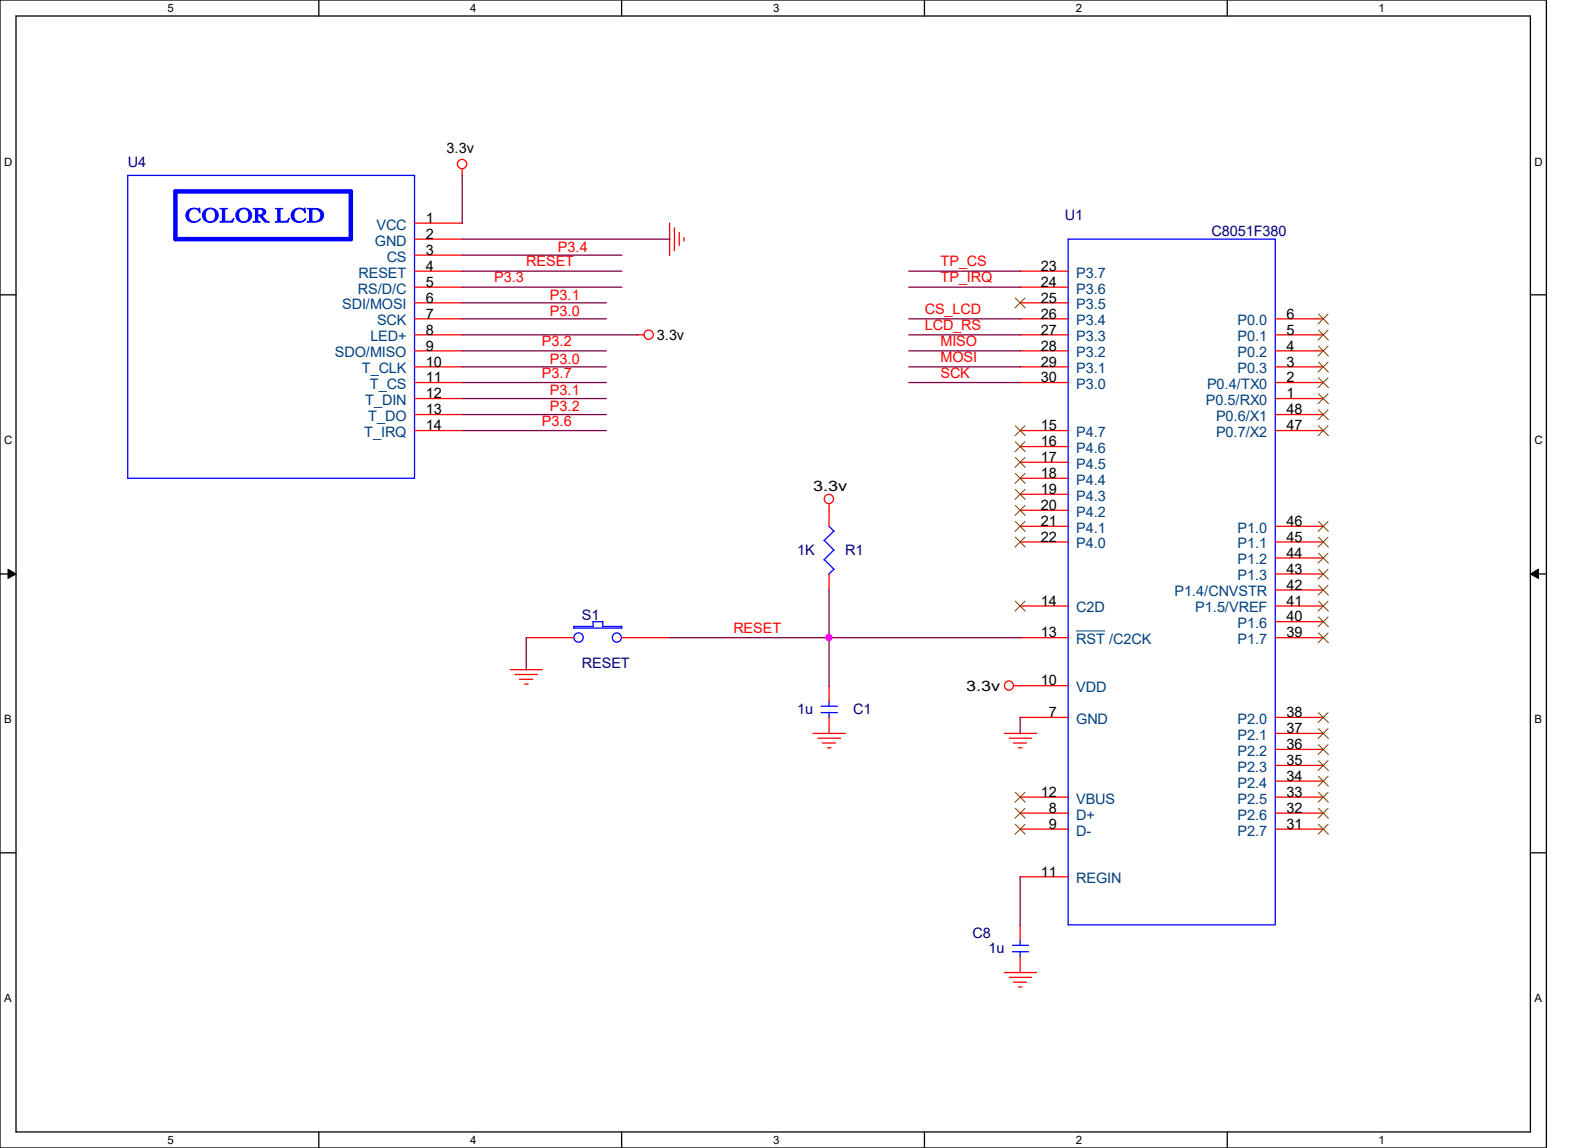 5 4 3 2 1
D D
C C
B B
A A
U4
COLOR LCD
3.3v
VCC 1
GND 2
CS 3 P3.4
RESET 4 RESET
RS/D/C 5 P3.3
SDI/MOSI 6 P3.1
SCK 7 P3.0
LED+ 8 3.3v
SDO/MISO 9 P3.2
T_CLK 10 P3.0
T_CS 11 P3.7
T_DIN 12 P3.1
T_DO 13 P3.2
T_IRQ 14 P3.6
U1
C8051F380
TP_CS 23 P3.7
TP_IRQ 24 P3.6
25 P3.5
CS_LCD 26 P3.4
LCD_RS 27 P3.3
MISO 28 P3.2
MOSI 29 P3.1
SCK 30 P3.0
15 P4.7
16 P4.6
17 P4.5
18 P4.4
19 P4.3
20 P4.2
21 P4.1
22 P4.0
14 C2D
13 RST /C2CK
3.3v 10 VDD
7 GND
12 VBUS
8 D+
9 D-
11 REGIN
C8
1u
P0.0 6
P0.1 5
P0.2 4
P0.3 3
P0.4/TX0 2
P0.5/RX0 1
P0.6/X1 48
P0.7/X2 47
P1.0 46
P1.1 45
P1.2 44
P1.3 43
P1.4/CNVSTR 42
P1.5/VREF 41
P1.6 40
P1.7 39
P2.0 38
P2.1 37
P2.2 36
P2.3 35
P2.4 34
P2.5 33
P2.6 32
P2.7 31
3.3v
1K R1
S1
RESET
RESET
1u C1
5 4 3 2 1